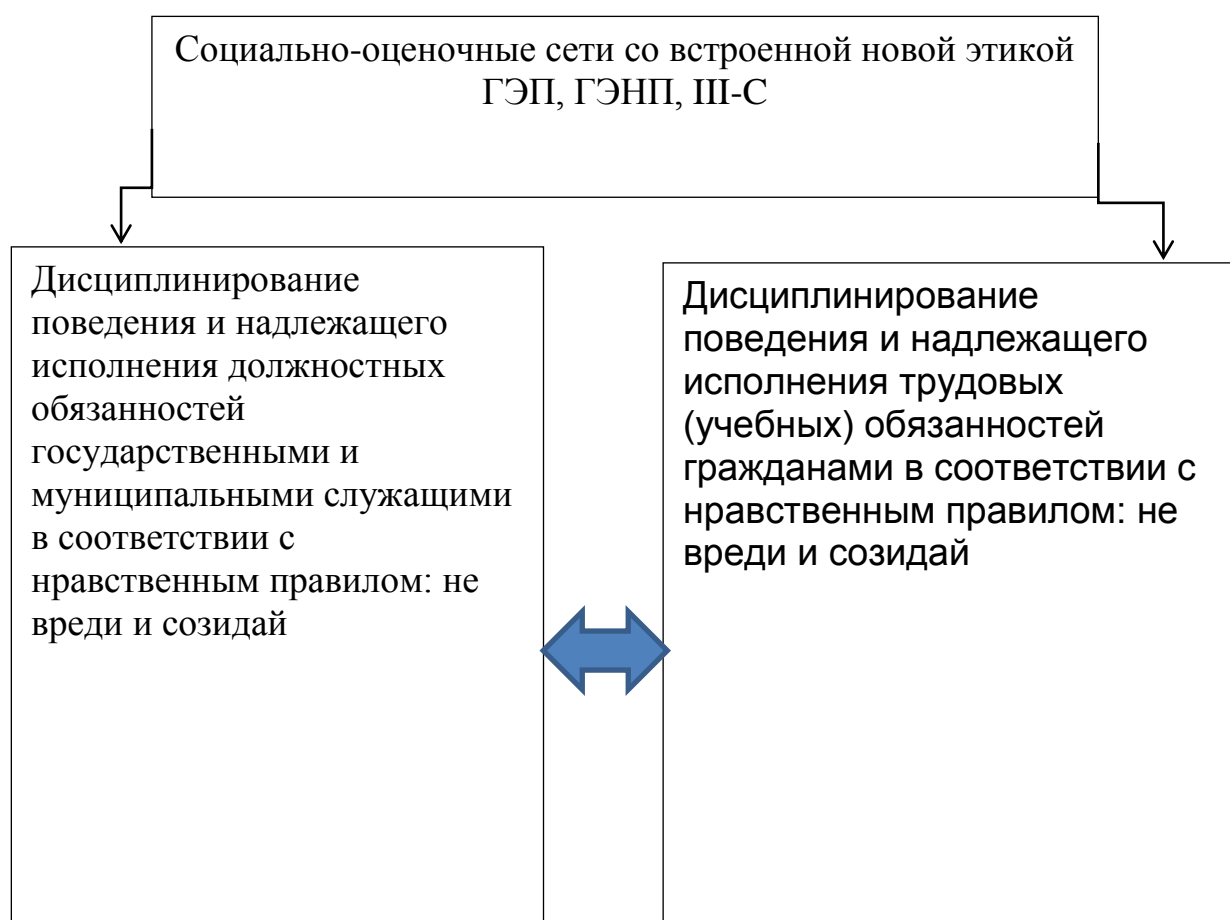 Социально-оценочные сети со встроенной новой этикой
ГЭП, ГЭНП, III-С
Дисциплинирование
поведения и надлежащего
исполнения должностных
обязанностей
государственными и
муниципальными служащими
в соответствии с
нравственным правилом: не
вреди и созидай
Дисциплинирование
поведения и надлежащего
исполнения трудовых
(учебных) обязанностей
гражданами в соответствии с
нравственным правилом: не
вреди и созидай